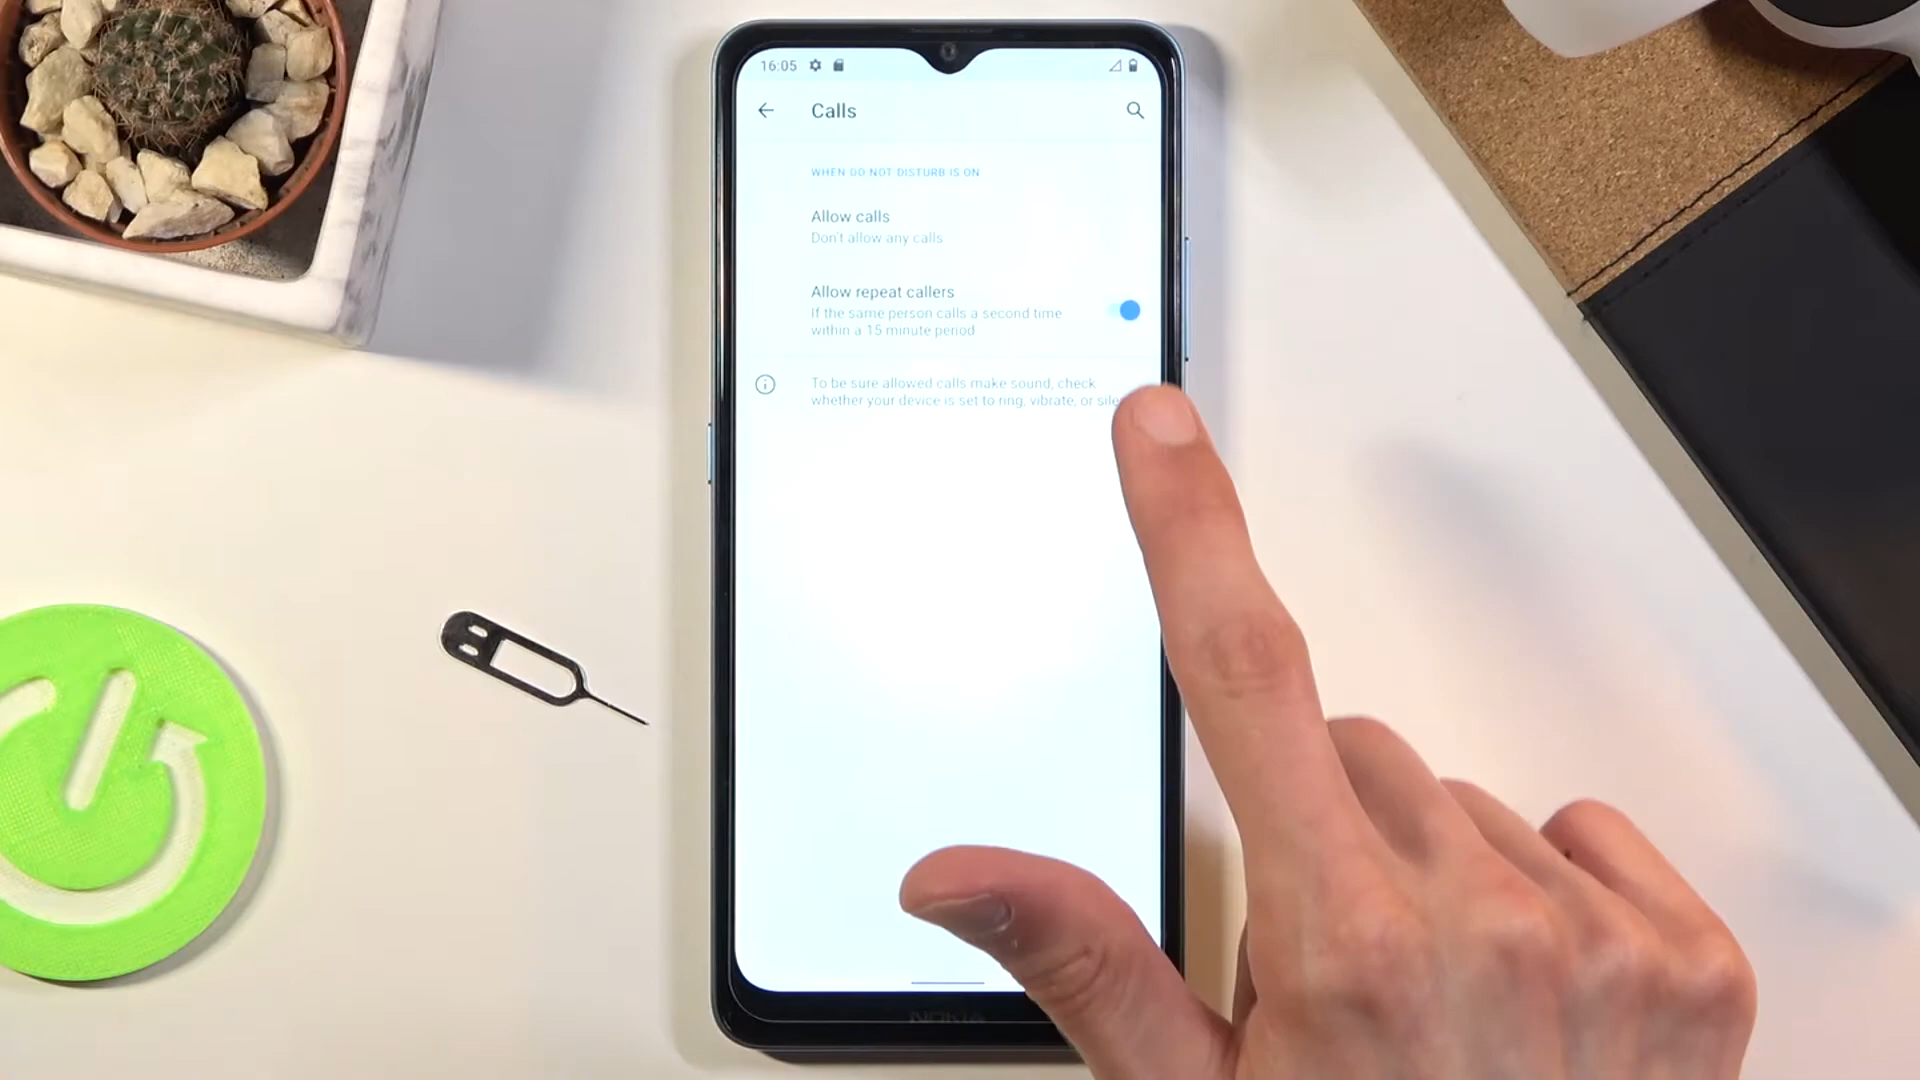 16:05
Calls
WHEN DO NOT DISTURB IS ON
Allow calls
Don't allow any calls
Allow repeat callers
If the same person calls a second time
within a 15 minute period
To be sure allowed calls make sound, check
whether your device is set to ring, vibrate, or
NOKIA